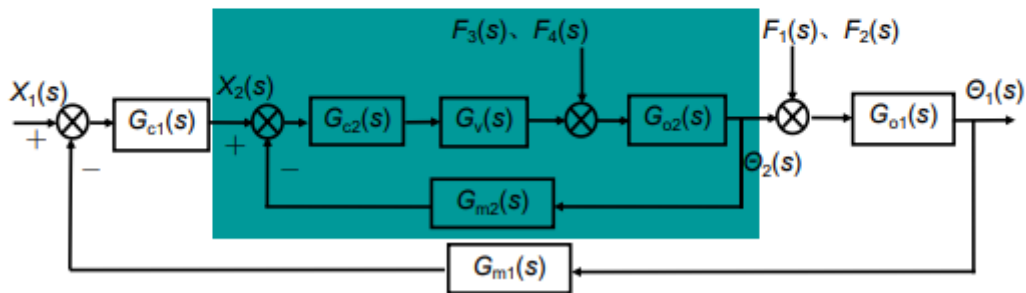 F3(s)、F4(s)
F1(s)、F2(s)
X1(s)
X2(s)
Θ1(s)
Gc1(s)
Gc2(s)
Gv(s)
Go2(s)
Go1(s)
+
+
−
−
Θ2(s)
Gm2(s)
Gm1(s)